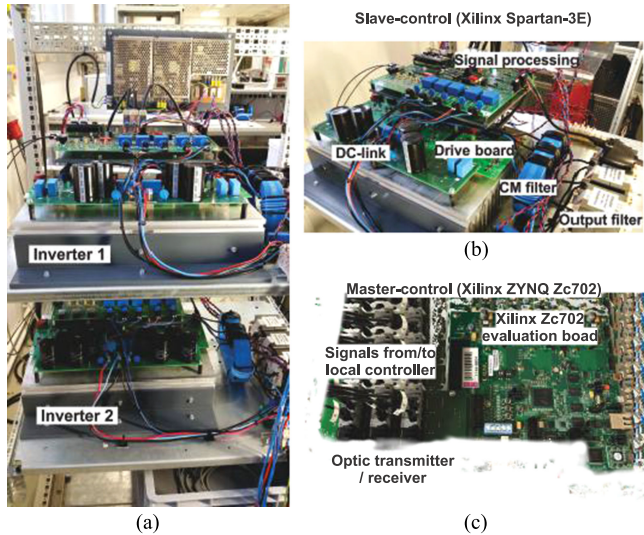 Inverter 1
Inverter 2
(a)
Slave-control (Xilinx Spartan-3E)
Signal processing
DC-link
Drive board
CM filter
Output filter
(b)
Master-control (Xilinx ZYNQ Zc702)
Xilinx Zc702
evaluation boad
Signals from/to
local controller
Optic transmitter
/ receiver
(c)